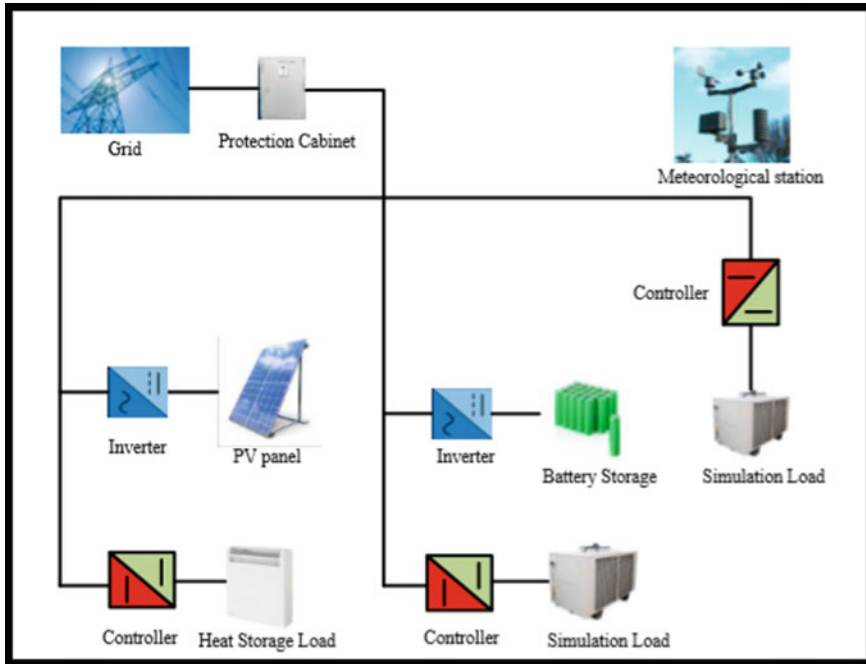 Grid
Protection Cabinet
Meteorological station
Controller
Inverter
PV panel
Inverter
Battery Storage
Simulation Load
Controller
Heat Storage Load
Controller
Simulation Load